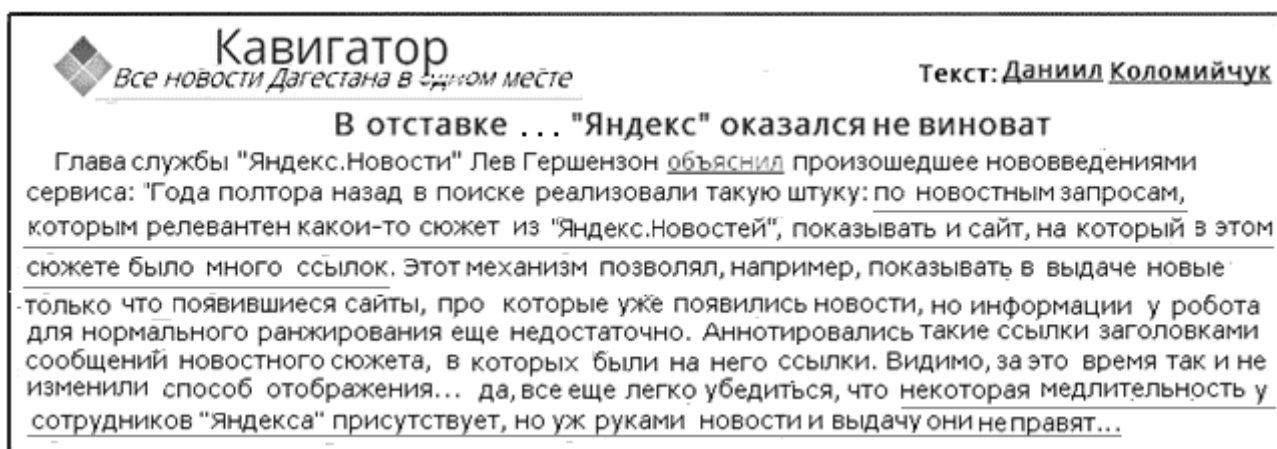 Кавигатор
Все новости Дагестана в одном месте
Текст: Даниил Коломийчук
В отставке ... "Яндекс" оказался не виноват
Глава службы "Яндекс.Новости" Лев Гершензон объяснил произошедшее нововведениями
сервиса: "Года полтора назад в поиске реализовали такую штуку: по новостным запросам,
которым релевантен какои-то сюжет из "Яндекс.Новостей", показывать и сайт, на который в этом
сюжете было много ссылок. Этот механизм позволял, например, показывать в выдаче новые
только что появившиеся сайты, про которые уже появились новости, но информации у робота
для нормального ранжирования еще недостаточно. Аннотировались такие ссылки заголовками
сообщений новостного сюжета, в которых были на него ссылки. Видимо, за это время так и не
изменили способ отображения... да, все еще легко убедиться, что некоторая медлительность у
сотрудников "Яндекса" присутствует, но уж руками новости и выдачу они не правят...